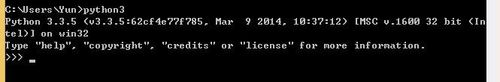 C:\Users\Yun>python3
Python 3.3.5 (v3.3.5:62cf4e77f785, Mar  9 2014, 10:37:12) [MSC v.1600 32 bit (In
tel)] on win32
Type "help", "copyright", "credits" or "license" for more information.
>>> _